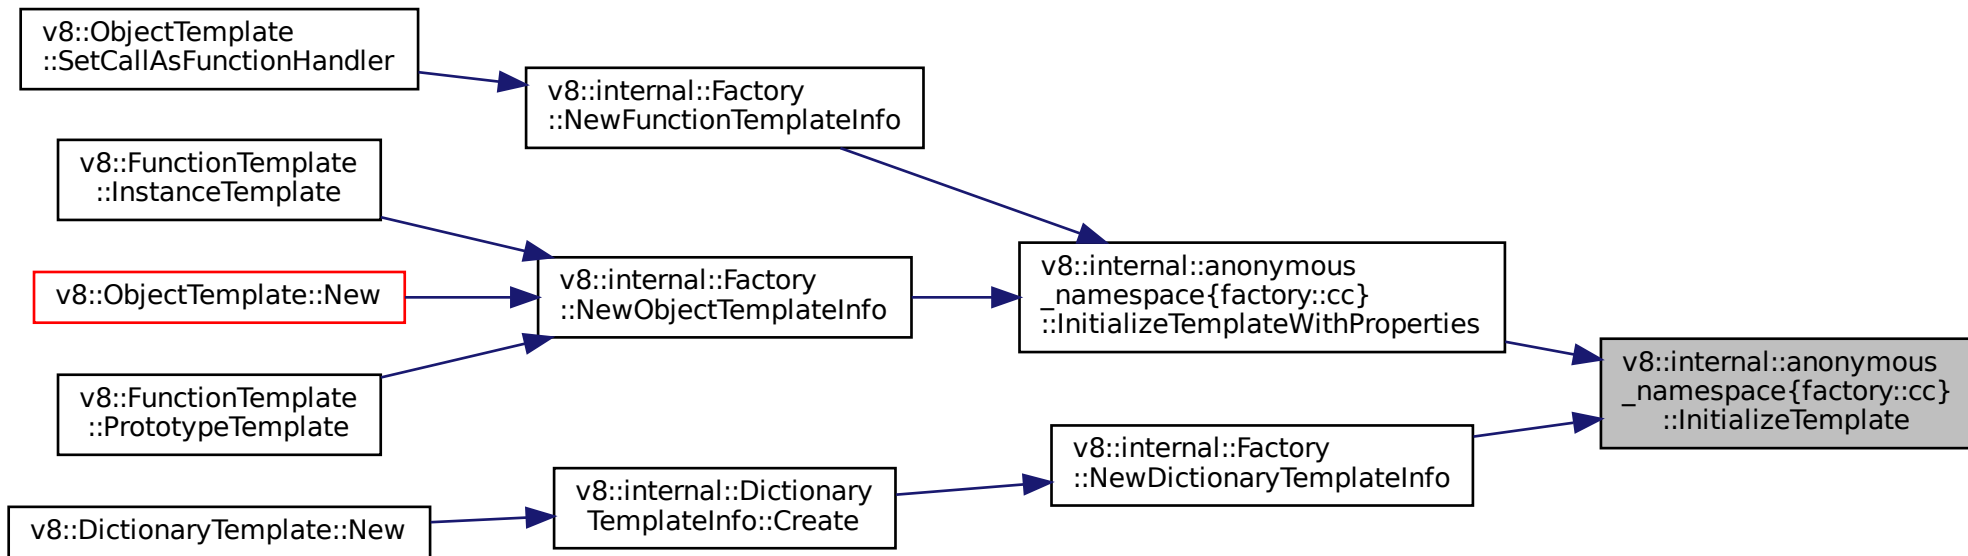 v8::ObjectTemplate
::SetCallAsFunctionHandler
v8::internal::Factory
::NewFunctionTemplateInfo
v8::FunctionTemplate
::InstanceTemplate
v8::ObjectTemplate::New
v8::internal::Factory
::NewObjectTemplateInfo
v8::internal::anonymous
_namespace{factory::cc}
::InitializeTemplateWithProperties
v8::internal::anonymous
_namespace{factory::cc}
::InitializeTemplate
v8::FunctionTemplate
::PrototypeTemplate
v8::internal::Factory
::NewDictionaryTemplateInfo
v8::internal::Dictionary
TemplateInfo::Create
v8::DictionaryTemplate::New